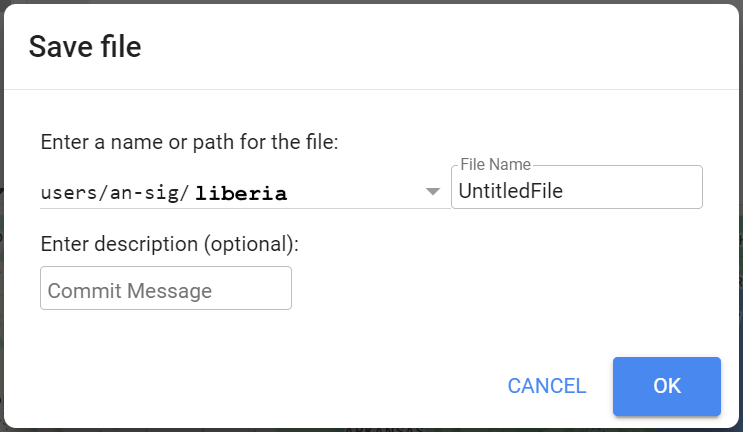 Save file
Enter a name or path for the file:
File Name
users/an-sig/ liberia
UntitledFile
Enter description (optional):
Commit Message
CANCEL
OK